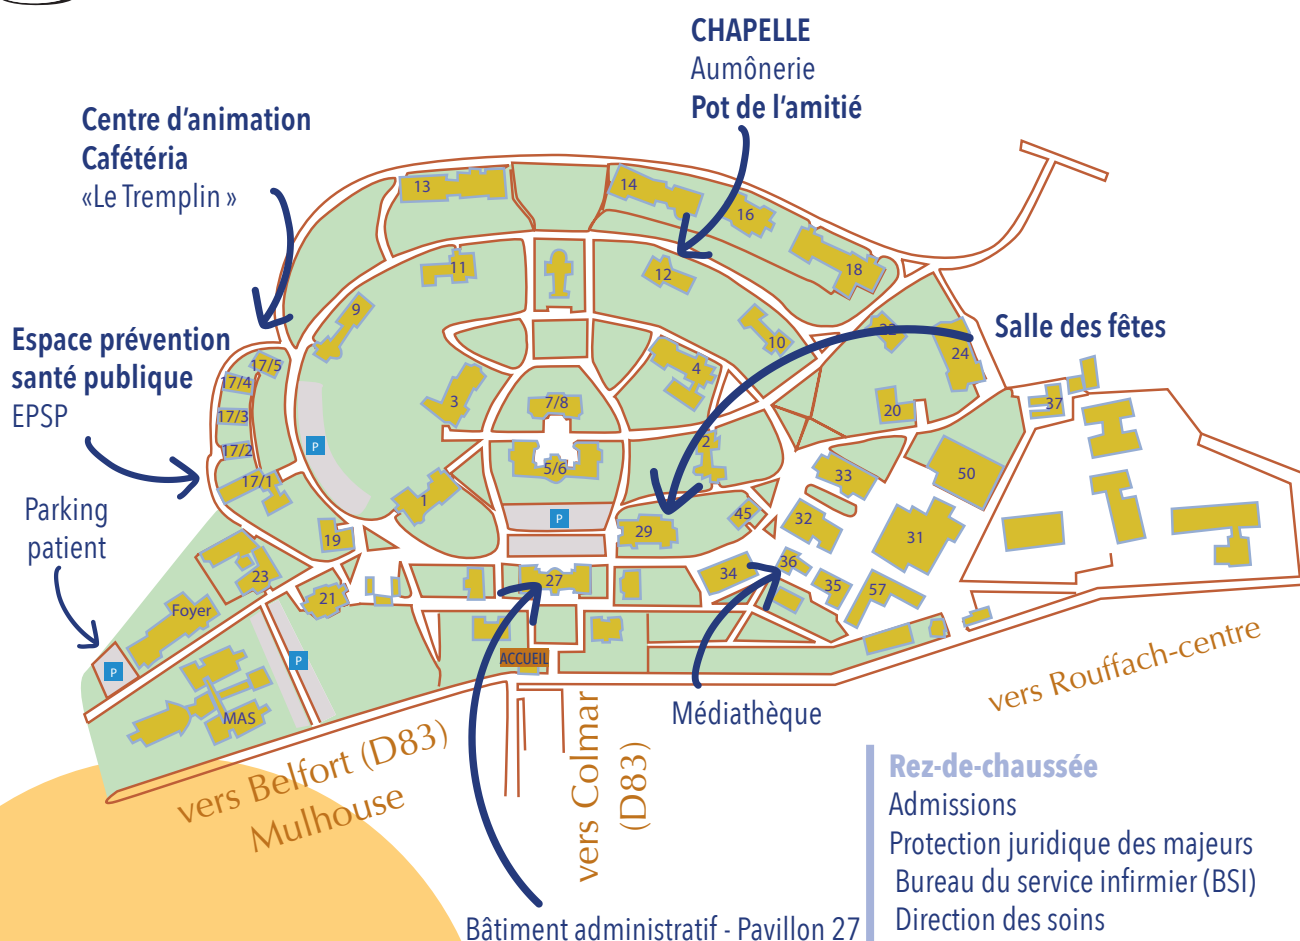 CHAPELLE
Aumônerie
Pot de l'amitié
Centre d'animation
Cafétéria
«Le Tremplin »
Espace prévention
santé publique
EPSP
Parking
patient
Salle des fêtes
13
14
16
18
11
12
9
10
22
24
17/5
17/4
17/3
17/2
17/1
3
4
7/8
5/6
2
1
20
37
33
50
P
P
29
45
32
31
19
27
34
36
35
57
23
21
Foyer
P
P
MAS
ACCUEIL
Médiathèque
vers Rouffach-centre
vers Belfort (D83)
Mulhouse
vers Colmar
(D83)
Bâtiment administratif - Pavillon 27
Rez-de-chaussée
Admissions
Protection juridique des majeurs
Bureau du service infirmier (BSI)
Direction des soins